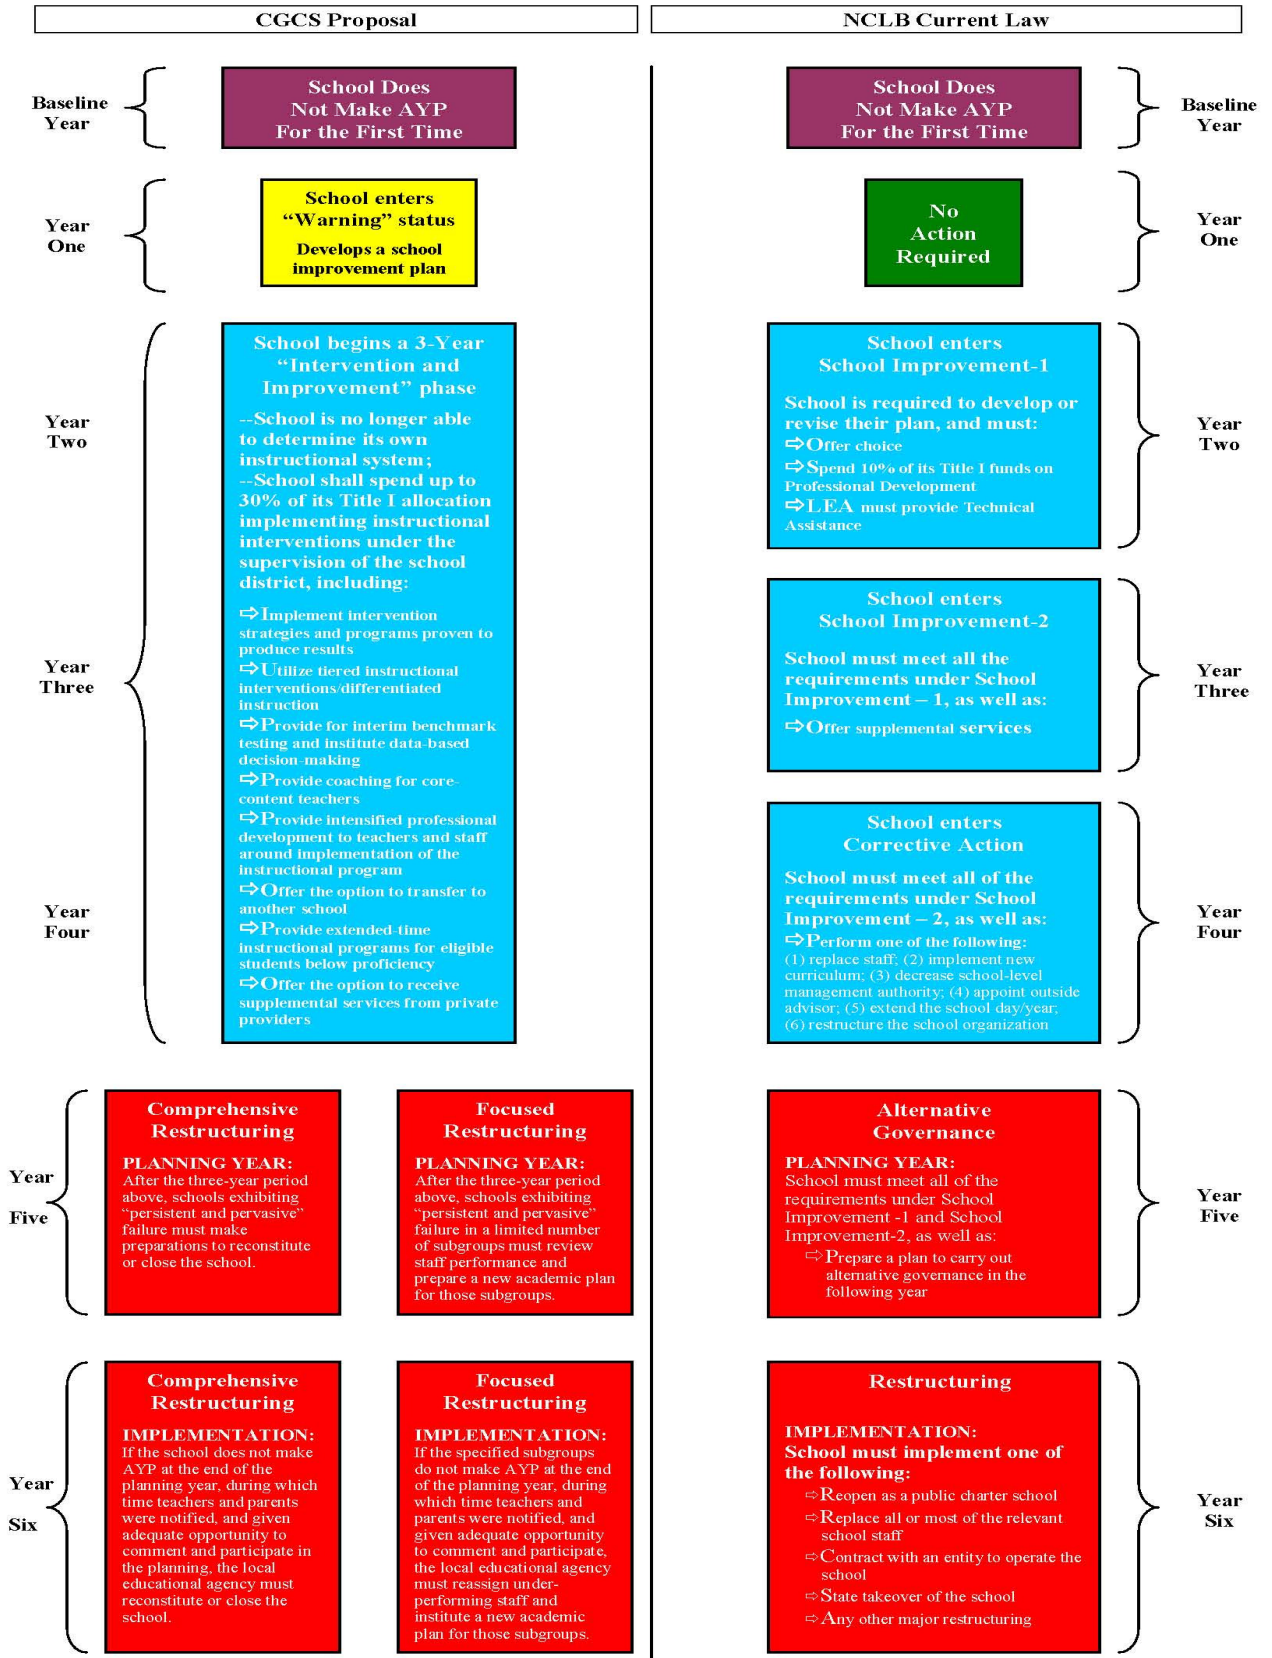 CGCS Proposal
NCLB Current Law
Baseline
Year
School Does
Not Make AYP
For the First Time
School Does
Not Make AYP
For the First Time
Baseline
Year
Year
One
School enters
“Warning” status
Develops a school
improvement plan
No
Action
Required
Year
One
Year
Two
Year
Three
Year
Four
School begins a 3-Year
“Intervention and
Improvement” phase
--School is no longer able
to determine its own
instructional system;
--School shall spend up to
30% of its Title I allocation
implementing instructional
interventions under the
supervision of the school
district, including:
⇨Implement intervention
strategies and programs proven to
produce results
⇨Utilize tiered instructional
interventions/differentiated
instruction
⇨Provide for interim benchmark
testing and institute data-based
decision-making
⇨Provide coaching for core-
content teachers
⇨Provide intensified professional
development to teachers and staff
around implementation of the
instructional program
⇨Offer the option to transfer to
another school
⇨Provide extended-time
instructional programs for eligible
students below proficiency
⇨Offer the option to receive
supplemental services from private
providers
School enters
School Improvement-1
School is required to develop or
revise their plan, and must:
⇨Offer choice
⇨Spend 10% of its Title I funds on
Professional Development
⇨LEA must provide Technical
Assistance
Year
Two
School enters
School Improvement-2
School must meet all the
requirements under School
Improvement – 1, as well as:
⇨Offer supplemental services
Year
Three
School enters
Corrective Action
School must meet all of the
requirements under School
Improvement – 2, as well as:
⇨Perform one of the following:
(1) replace staff; (2) implement new
curriculum; (3) decrease school-level
management authority; (4) appoint outside
advisor; (5) extend the school day/year;
(6) restructure the school organization
Year
Four
Year
Five
Comprehensive
Restructuring
PLANNING YEAR:
After the three-year period
above, schools exhibiting
“persistent and pervasive”
failure must make
preparations to reconstitute
or close the school.
Focused
Restructuring
PLANNING YEAR:
After the three-year period
above, schools exhibiting
“persistent and pervasive”
failure in a limited number
of subgroups must review
staff performance and
prepare a new academic plan
for those subgroups.
Alternative
Governance
PLANNING YEAR:
School must meet all of the
requirements under School
Improvement -1 and School
Improvement-2, as well as:
⇨Prepare a plan to carry out
alternative governance in the
following year
Year
Five
Year
Six
Comprehensive
Restructuring
IMPLEMENTATION:
If the school does not make
AYP at the end of the
planning year, during which
time teachers and parents
were notified, and given
adequate opportunity to
comment and participate in
the planning, the local
educational agency must
reconstitute or close the
school.
Focused
Restructuring
IMPLEMENTATION:
If the specified subgroups
do not make AYP at the end
of the planning year, during
which time teachers and
parents were notified, and
given adequate opportunity
to comment and participate,
the local educational agency
must reassign under-
performing staff and
institute a new academic
plan for those subgroups.
Restructuring
IMPLEMENTATION:
School must implement one of
the following:
⇨Reopen as a public charter school
⇨Replace all or most of the relevant
school staff
⇨Contract with an entity to operate the
school
⇨State takeover of the school
⇨Any other major restructuring
Year
Six